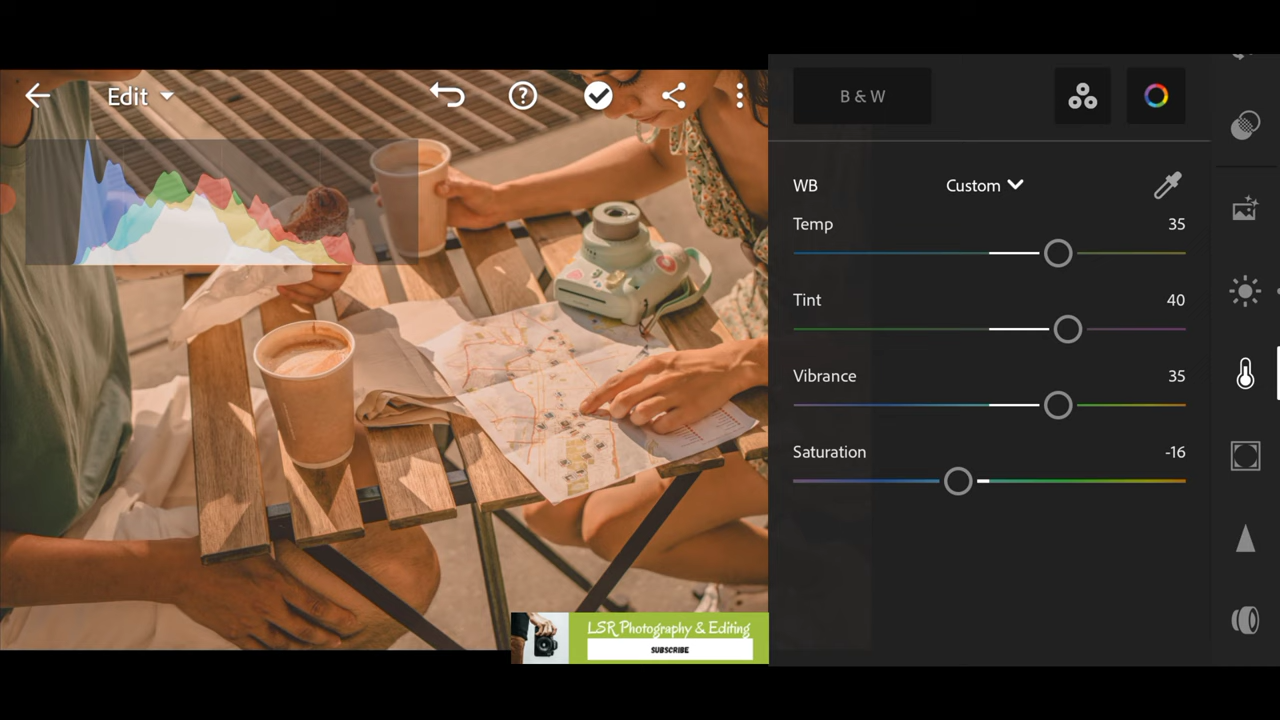 Edit
B & W
WB
Custom
Temp
35
Tint
40
Vibrance
35
Saturation
-16
LSR Photography & Editing
SUBSCRIBE